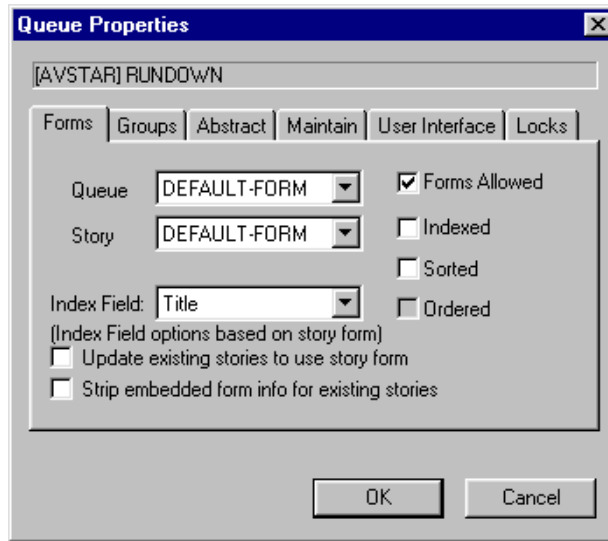 Queue Properties
[AVSTAR] RUNDOWN
Forms Groups Abstract Maintain User Interface Locks
Queue DEFAULT-FORM Forms Allowed
Story DEFAULT-FORM Indexed
Sorted
Index Field: Title Ordered
(Index Field options based on story form)
Update existing stories to use story form
Strip embedded form info for existing stories
OK Cancel